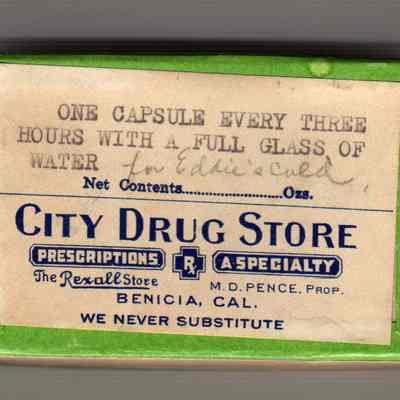 ONE CAPSULE EVERY THREE
HOURS WITH A FULL GLASS OF
WATER for Eddie's cold,
Net Contents......................Ozs.
CITY DRUG STORE
PRESCRIPTIONS Rx A SPECIALTY
The Rexall Store M.D. PENCE, PROP.
BENICIA, CAL.
WE NEVER SUBSTITUTE